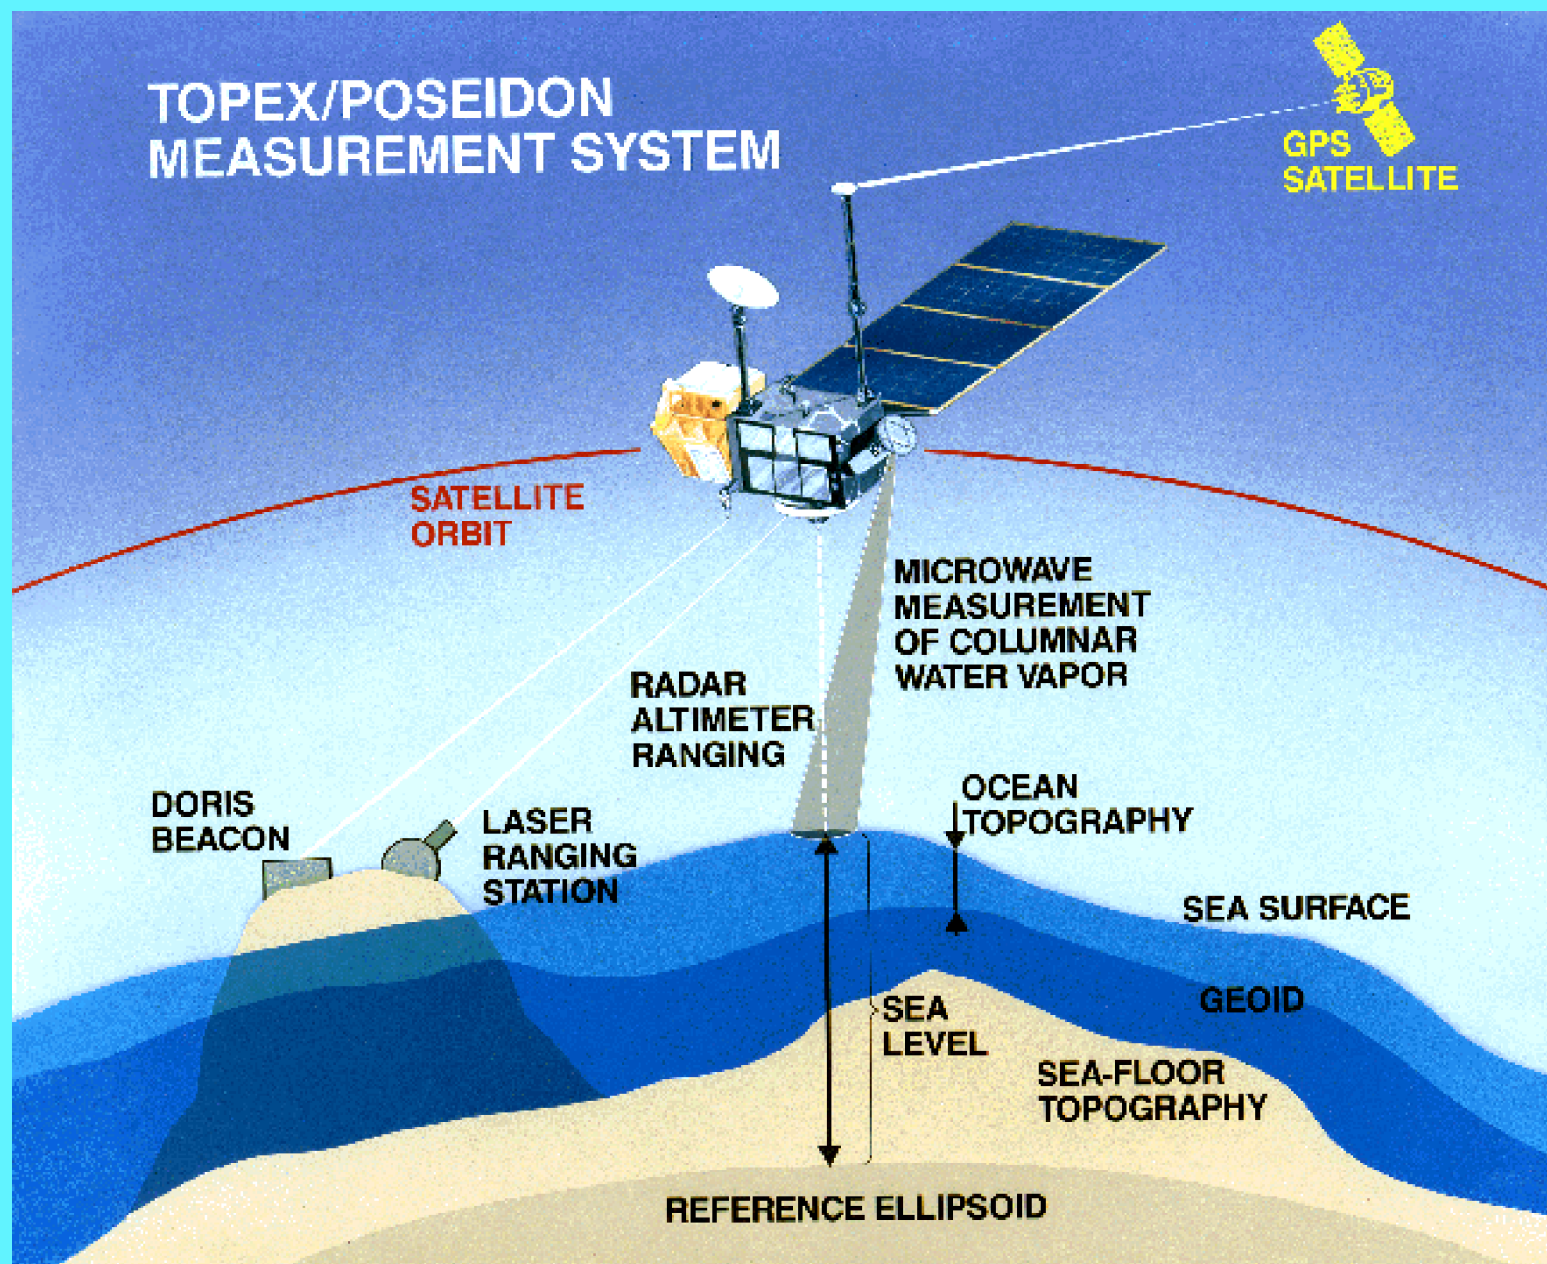 TOPEX/POSEIDON
MEASUREMENT SYSTEM
GPS
SATELLITE
SATELLITE
ORBIT
MICROWAVE
MEASUREMENT
OF COLUMNAR
WATER VAPOR
RADAR
ALTIMETER
RANGING
DORIS
BEACON
LASER
RANGING
STATION
OCEAN
TOPOGRAPHY
SEA SURFACE
GEOID
SEA
LEVEL
SEA-FLOOR
TOPOGRAPHY
REFERENCE ELLIPSOID